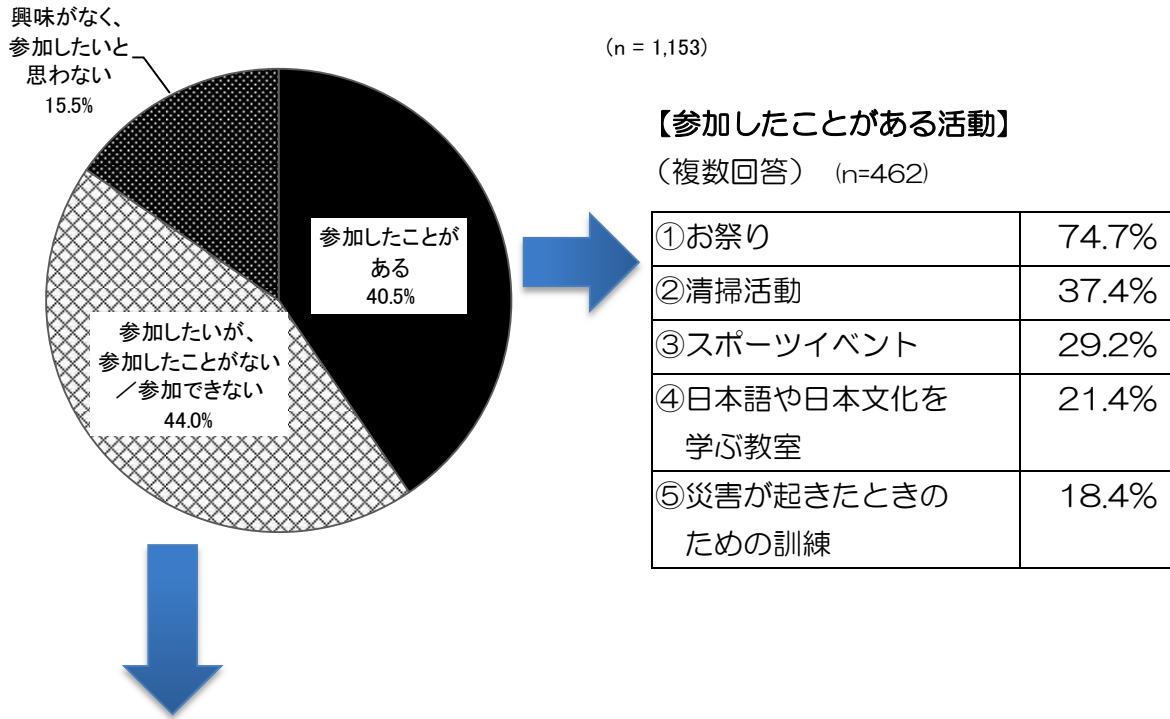 興味がなく、
参加したいと
思わない
15.5%
(n = 1,153)
参加したことが
ある
40.5%
参加したいが、
参加したことがない
／参加できない
44.0%
【参加したことがある活動】
（複数回答） (n=462)
①お祭り 74.7%
②清掃活動 37.4%
③スポーツイベント 29.2%
④日本語や日本文化を 21.4%
学ぶ教室
⑤災害が起きたときの 18.4%
ための訓練